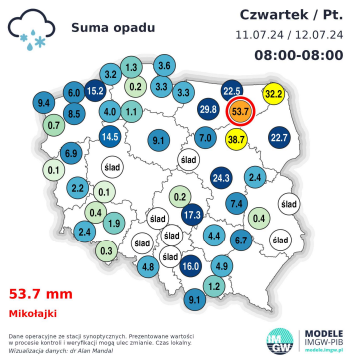 Suma opadu
Czwartek / Pt.
11.07.24 / 12.07.24
08:00-08:00
3.2
1.3
3.6
9.4
6.0
15.2
0.2
3.3
3.3
22.5
32.2
0.7
8.5
4.0
1.1
29.8
53.7
14.5
9.1
7.0
38.7
22.7
6.9
0.1
ślad
ślad
24.3
2.4
2.2
0.1
0.2
7.4
0.4
1.9
ślad
17.3
0.4
ślad
2.4
0.3
ślad
ślad
ślad
4.4
6.7
ślad
4.8
16.0
4.9
1.2
9.1
53.7 mm
Mikołajki
Dane operacyjne ze stacji synoptycznych. Prezentowane wartości
w procesie kontroli i weryfikacji mogą ulec zmianie. Czas lokalny.
Wizualizacja danych: dr Alan Mandal
IM
GW
MODELE
IMGW-PIB
modele.imgw.pl